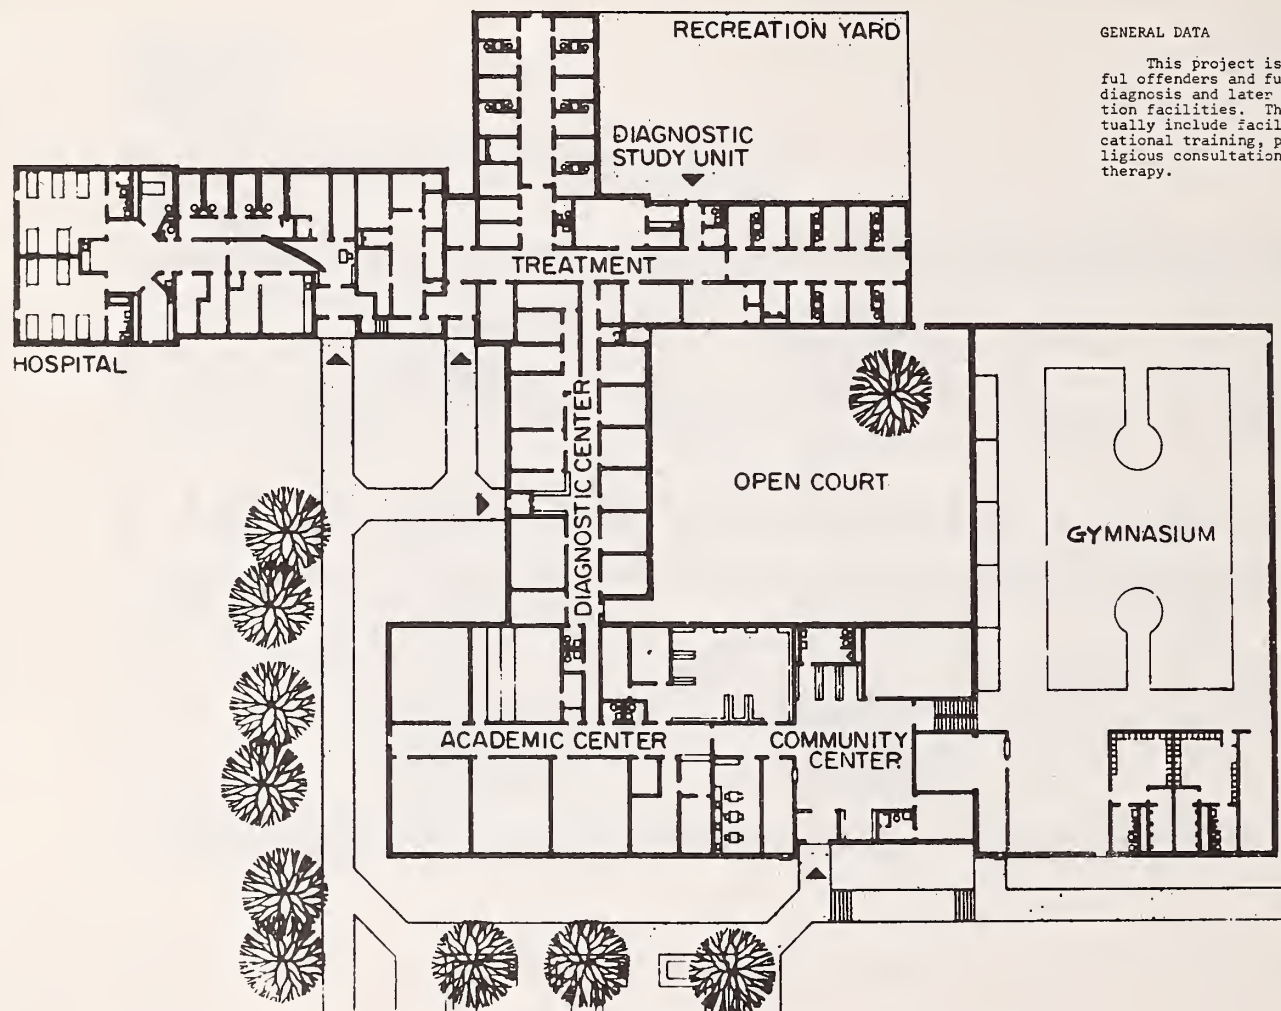 RECREATION YARD
DIAGNOSTIC
STUDY UNIT
TREATMENT
HOSPITAL
DIAGNOSTIC CENTER
OPEN COURT
GYMNASIUM
ACADEMIC CENTER
COMMUNITY
CENTER
GENERAL DATA
This project is
ful offenders and fu
diagnosis and later
tion facilities. Th
tually include facil
cational training, p
ligious consultation
therapy.